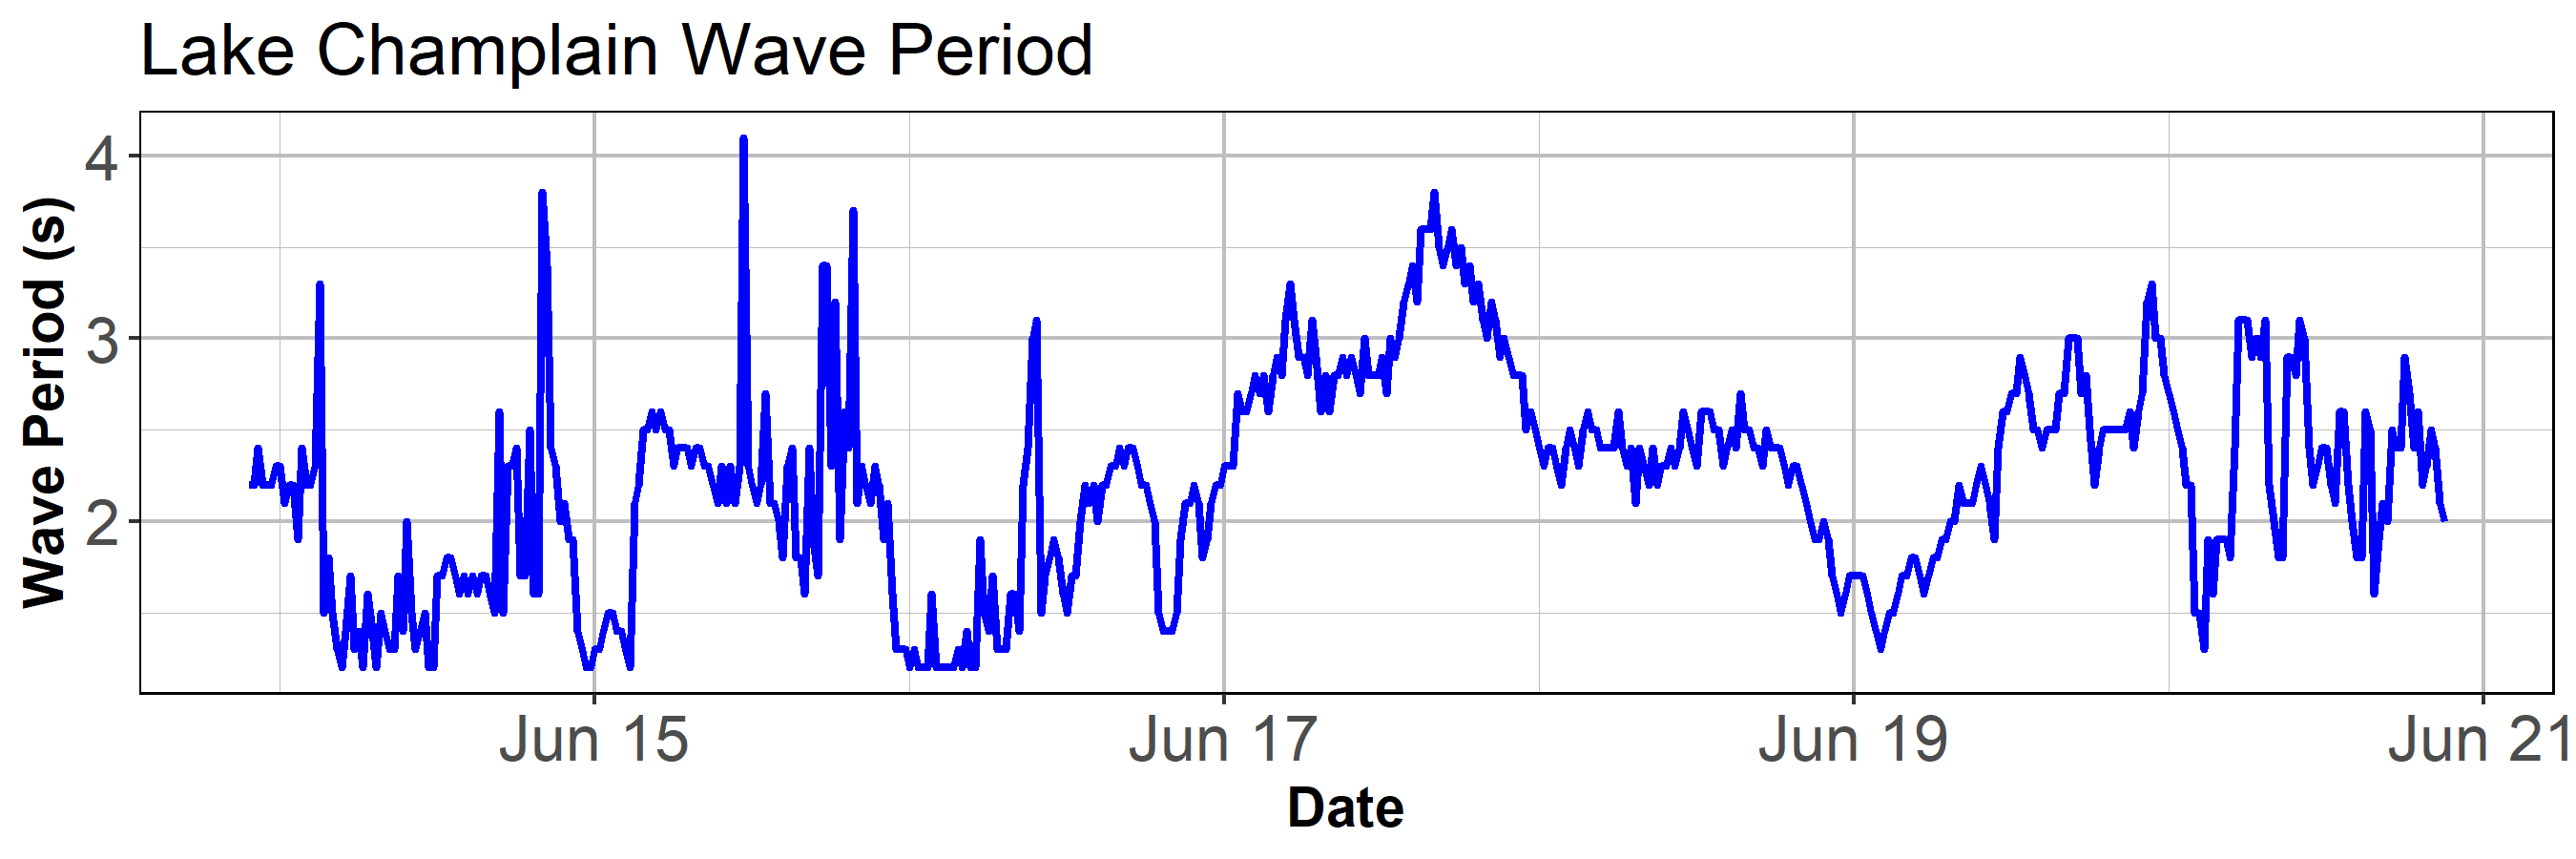 Lake Champlain Wave Period
Wave Period (s)
4
3
2
Jun 15
Jun 17
Jun 19
Jun 21
Date